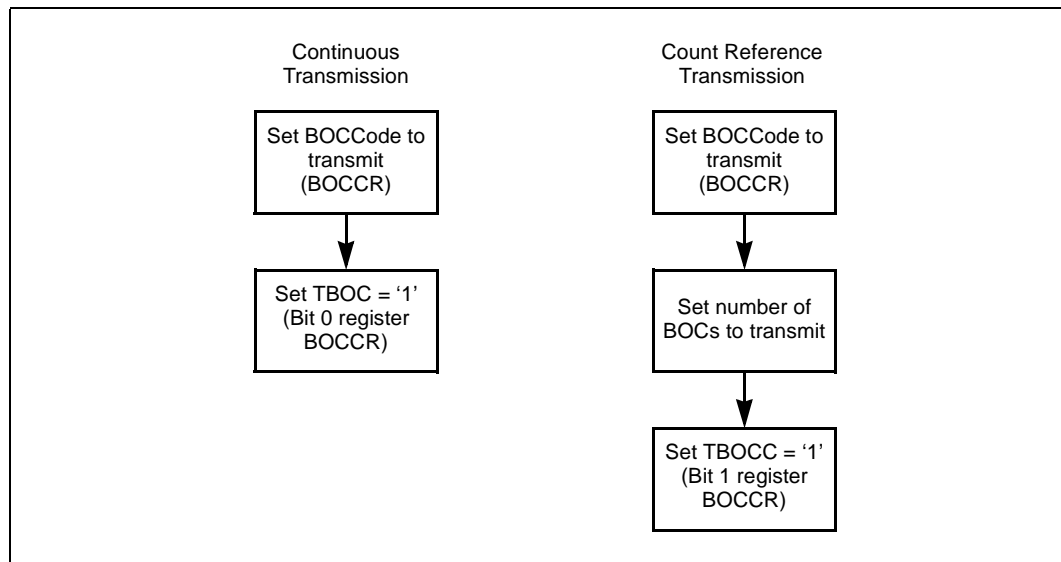 Continuous
Transmission
Set BOCCode to
transmit
(BOCCR)
Set TBOC = ‘1’
(Bit 0 register
BOCCR)
Count Reference
Transmission
Set BOCCode to
transmit
(BOCCR)
Set number of
BOCs to transmit
Set TBOCC = ‘1’
(Bit 1 register
BOCCR)